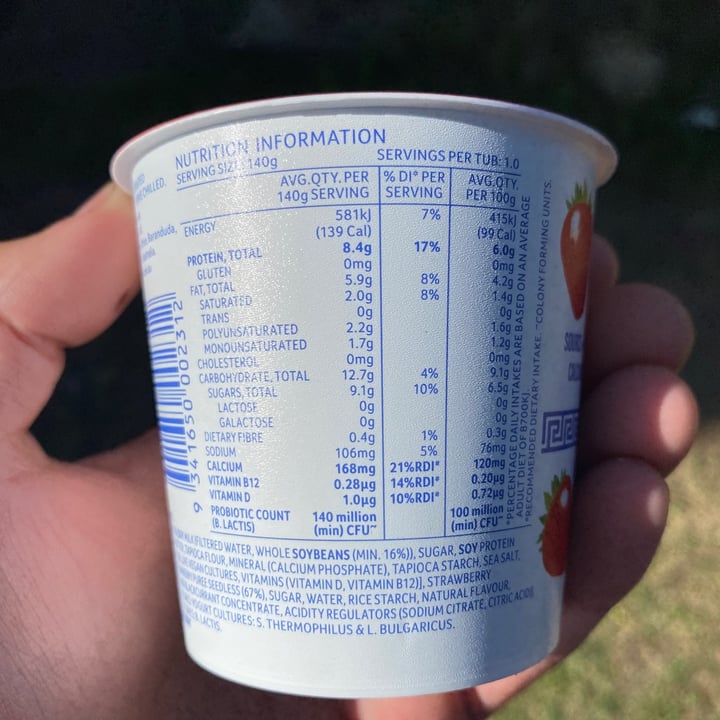 NUTRITION INFORMATION
SERVING SIZE: 140g SERVINGS PER TUB: 1.0
AVG.QTY. PER 140g SERVING % DI* PER SERVING AVG.QTY. PER 100g
ENERGY 581kJ (139 Cal) 7% 415kJ (99 Cal)
PROTEIN, TOTAL 8.4g 17% 6.0g
GLUTEN 0mg 0mg
FAT, TOTAL 5.9g 8% 4.2g
SATURATED 2.0g 8% 1.4g
TRANS 0g 0g
POLYUNSATURATED 2.2g 1.6g
MONOUNSATURATED 1.7g 1.2g
CHOLESTEROL 0mg 0mg
CARBOHYDRATE, TOTAL 12.7g 4% 9.1g
SUGARS, TOTAL 9.1g 10% 6.5g
LACTOSE 0g 0g
GALACTOSE 0g 0g
DIETARY FIBRE 0.4g 1% 0.3g
SODIUM 106mg 5% 76mg
CALCIUM 168mg 21%RDI* 120mg
VITAMIN B12 0.28µg 14%RDI* 0.20µg
VITAMIN D 1.0µg 10%RDI* 0.72µg
PROBIOTIC COUNT (B. LACTIS) 140 million (min) CFU~ 100 million (min) CFU~
*PERCENTAGE DAILY INTAKES ARE BASED ON AN AVERAGE
ADULT DIET OF 8700KJ.
*RECOMMENDED DIETARY INTAKE. ~COLONY FORMING UNITS.
MILK (FILTERED WATER, WHOLE SOYBEANS (MIN. 16%)), SUGAR, SOY PROTEIN
TAPIOCA FLOUR, MINERAL (CALCIUM PHOSPHATE), TAPIOCA STARCH, SEA SALT,
CULTURES, VITAMINS (VITAMIN D, VITAMIN B12)], STRAWBERRY
PUREE SEEDLESS (67%), SUGAR, WATER, RICE STARCH, NATURAL FLAVOUR,
CONCENTRATE, ACIDITY REGULATORS (SODIUM CITRATE, CITRIC ACID)
YOGURT CULTURES: S. THERMOPHILUS & L. BULGARICUS.
LACTIS.
CHILLED.
Baranduda,
9 341650 002312